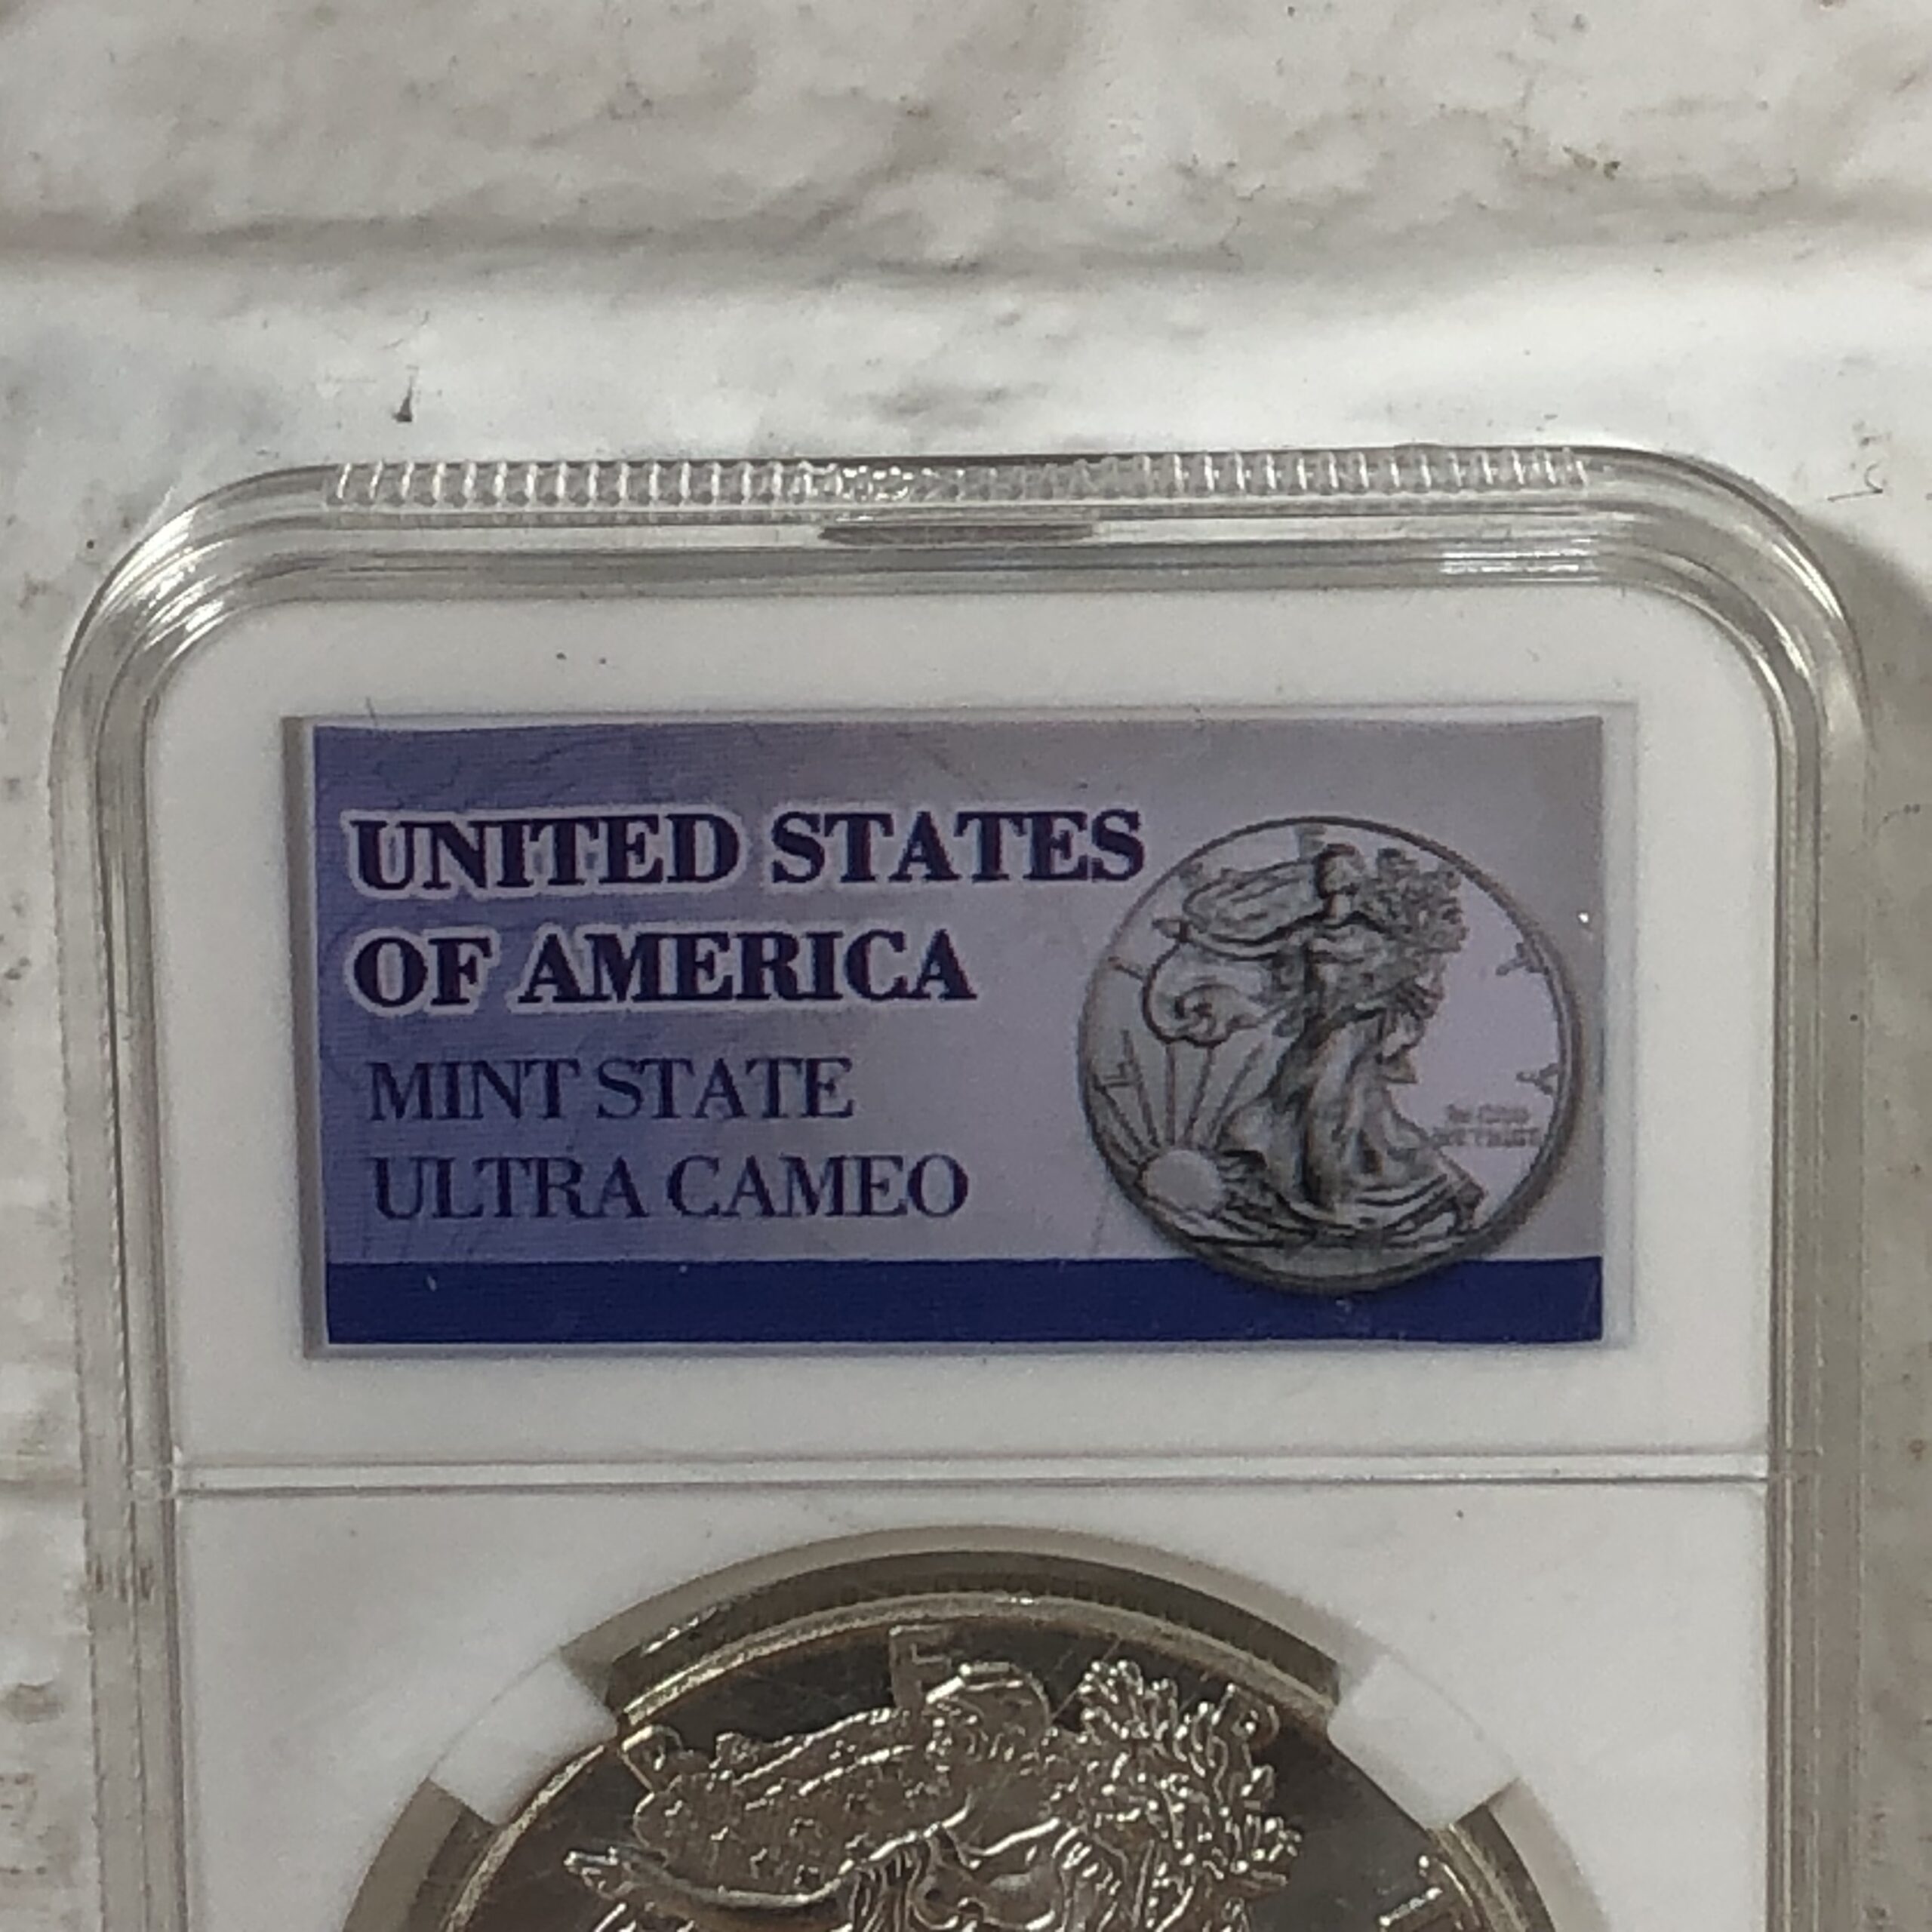 UNITED STATES
OF AMERICA
MINT STATE
ULTRA CAMEO